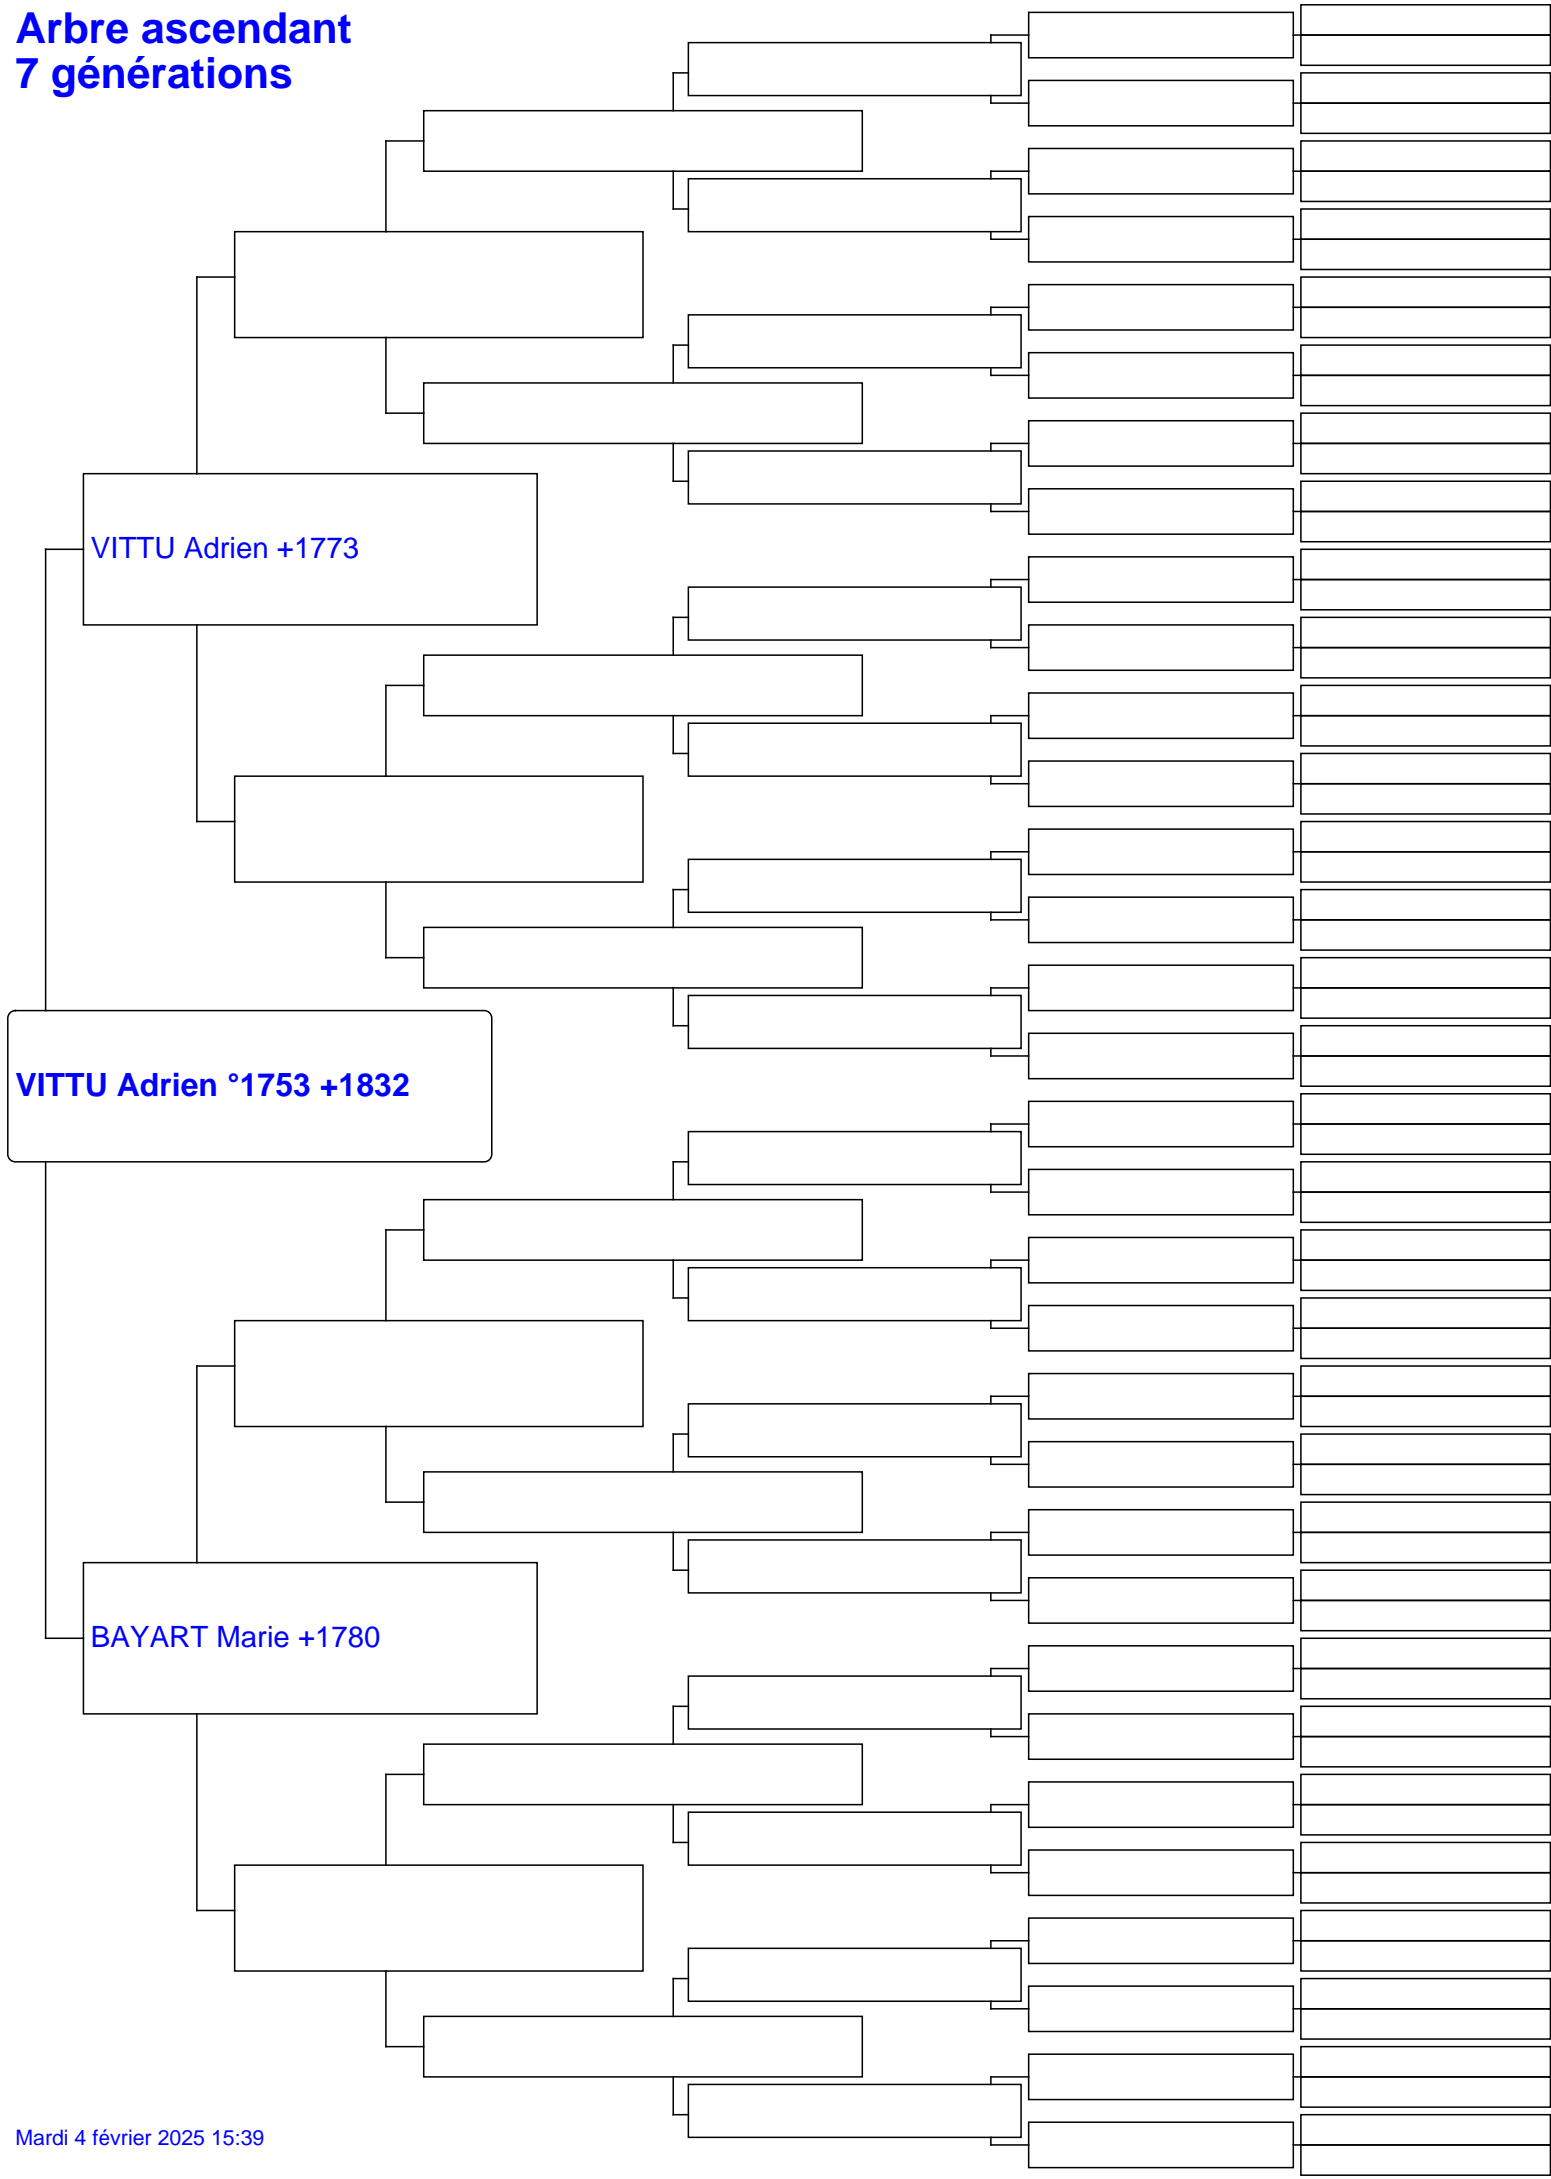 Arbre ascendant
7 générations
VITTU Adrien +1773
VITTU Adrien °1753 +1832
BAYART Marie +1780
Mardi 4 février 2025 15:39